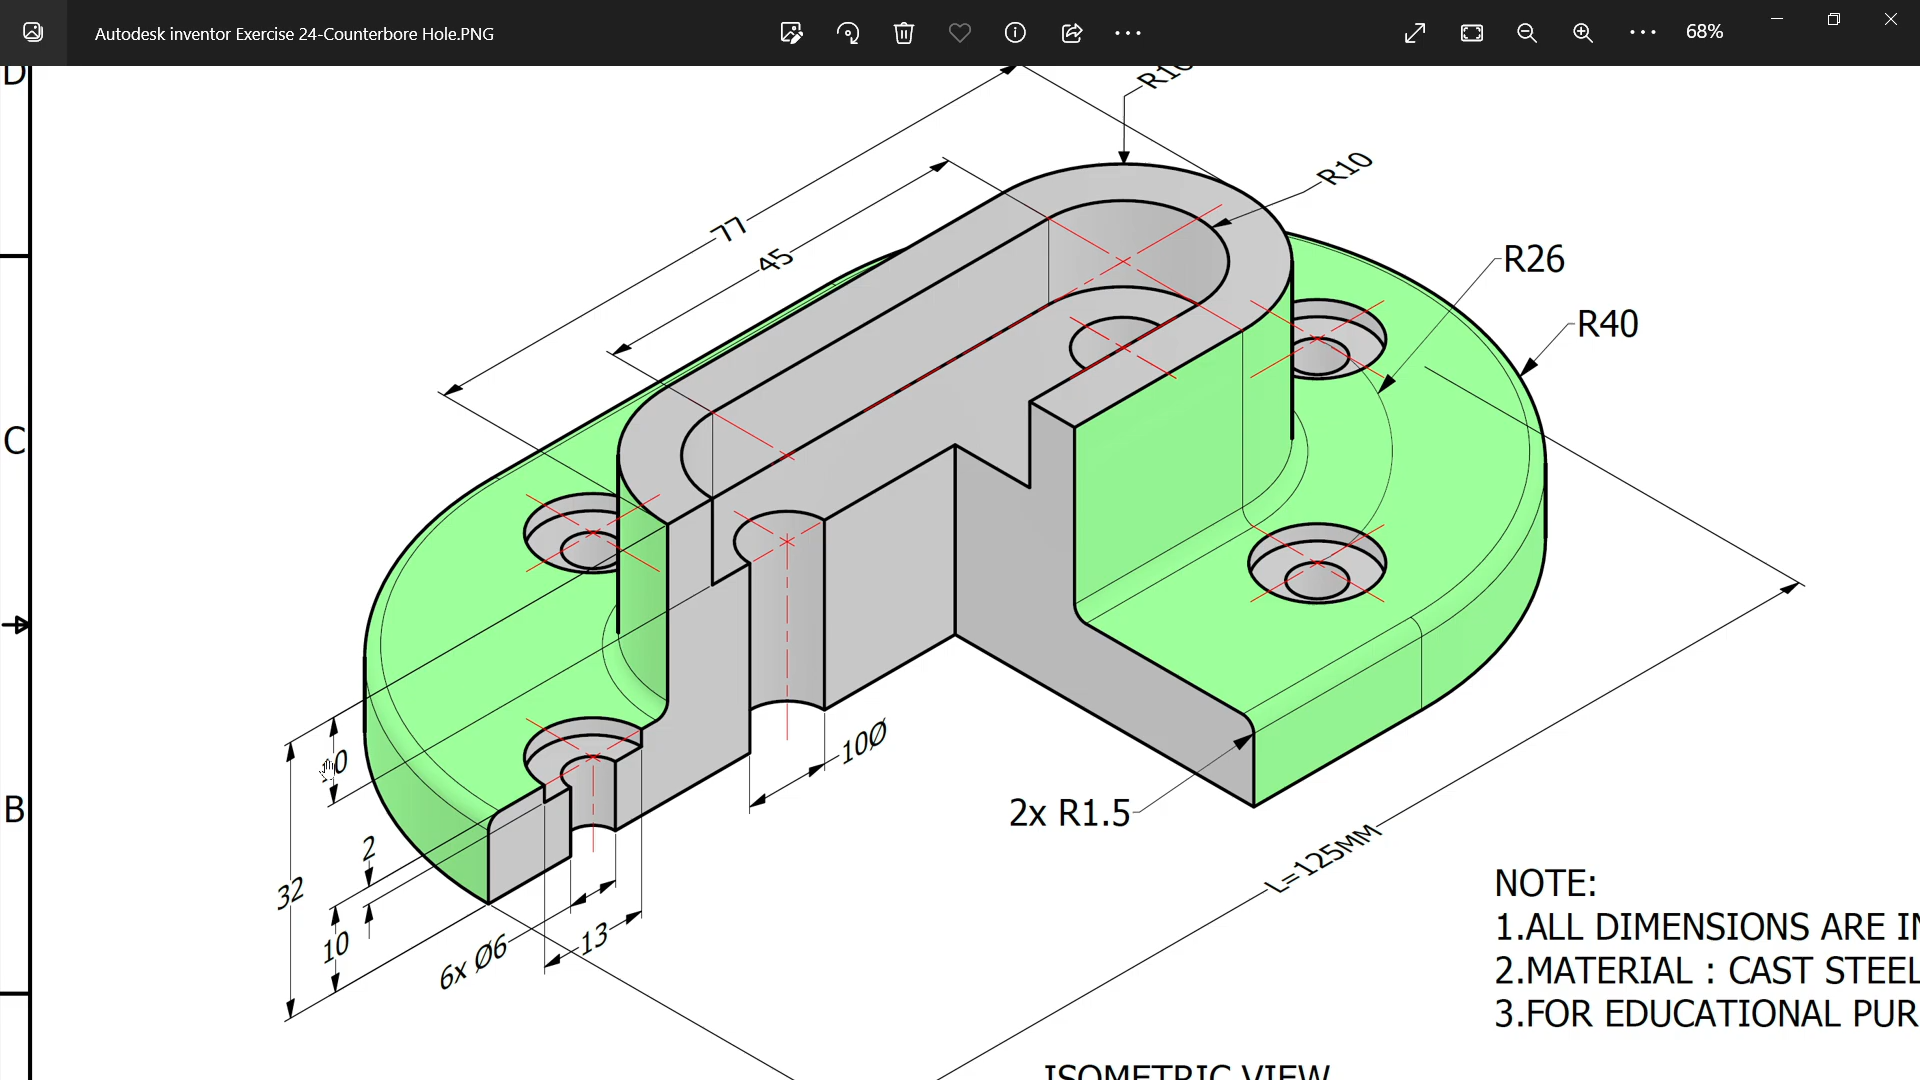 Autodesk inventor Exercise 24-Counterbore Hole.PNG
68%
D
R10
R10
77
45
R26
R40
C
2
10Ø
B
2x R1.5
32
10
13
6x Ø6
L=125MM
NOTE:
1.ALL DIMENSIONS ARE IN
2.MATERIAL : CAST STEEL
3.FOR EDUCATIONAL PUR
ISOMETRIC VIEW